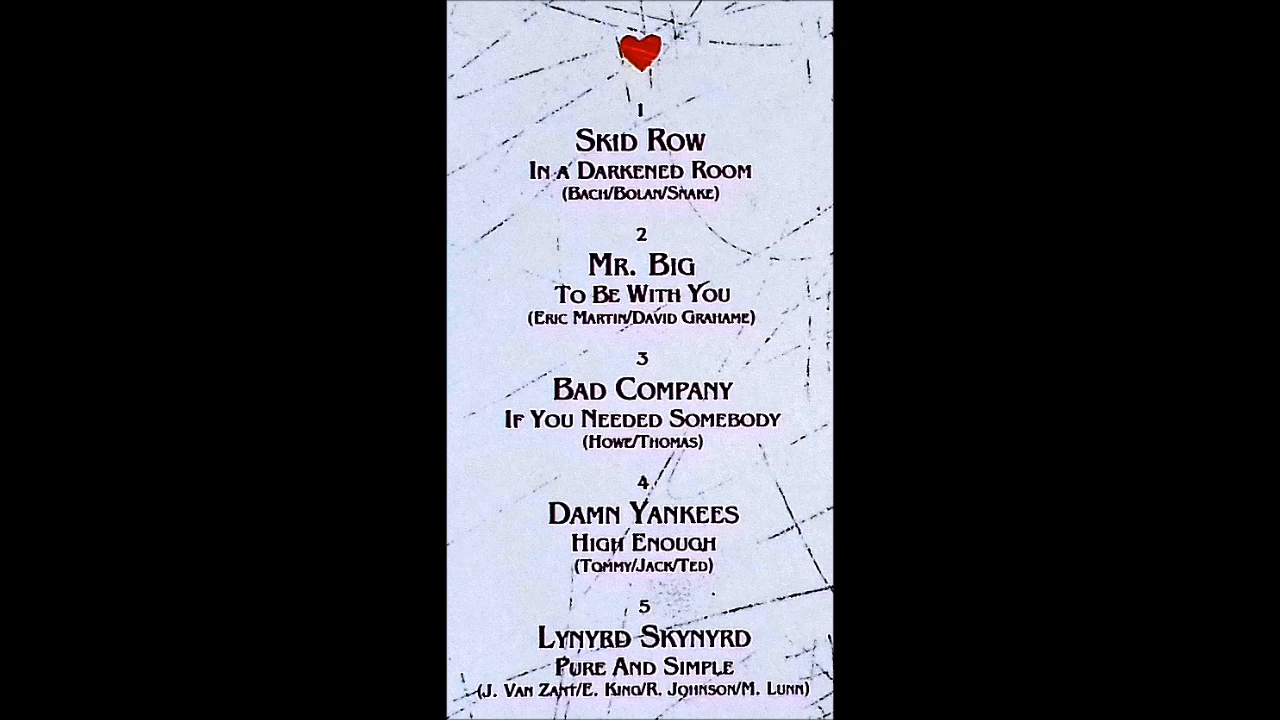 1
Skid Row
In a Darkened Room
(Bach/Bolan/Snake)
2
Mr. Big
To Be With You
(Eric Martin/David Grahame)
3
Bad Company
If You Needed Somebody
(Howe/Thomas)
4
Damn Yankees
High Enough
(Tommy/Jack/Ted)
5
Lynyrd Skynyrd
Pure And Simple
(J. Van Zant/E. King/R. Johnson/M. Lunn)